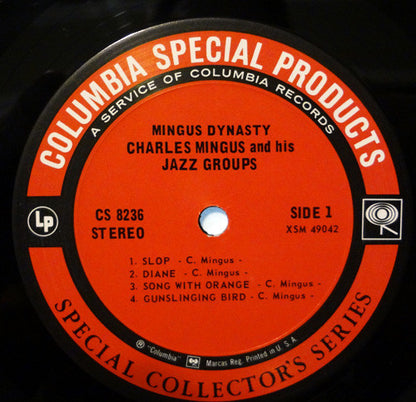 COLUMBIA SPECIAL PRODUCTS
A SERVICE OF COLUMBIA RECORDS
MINGUS DYNASTY
CHARLES MINGUS and his
JAZZ GROUPS
CS 8236
STEREO
SIDE 1
XSM 49042
Lp
1. SLOP - C. Mingus -
2. DIANE - C. Mingus -
3. SONG WITH ORANGE - C. Mingus -
4. GUNSLINGING BIRD - C. Mingus -
® "Columbia" Marcas Reg. Printed in U.S.A.
SPECIAL COLLECTOR'S SERIES